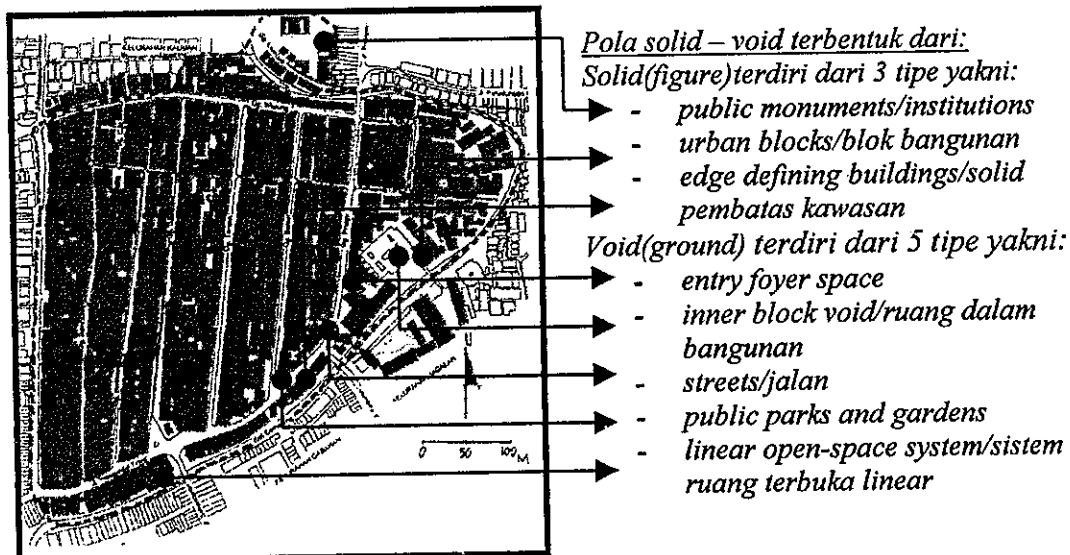 Pola solid – void terbentuk dari:
Solid(figure)terdiri dari 3 tipe yakni:
- public monuments/institutions
- urban blocks/blok bangunan
- edge defining buildings/solid
pembatas kawasan
Void(ground) terdiri dari 5 tipe yakni:
- entry foyer space
- inner block void/ruang dalam
bangunan
- streets/jalan
- public parks and gardens
- linear open-space system/sistem
ruang terbuka linear
KELURAHAN KAUMAN
U
0 50 100 M